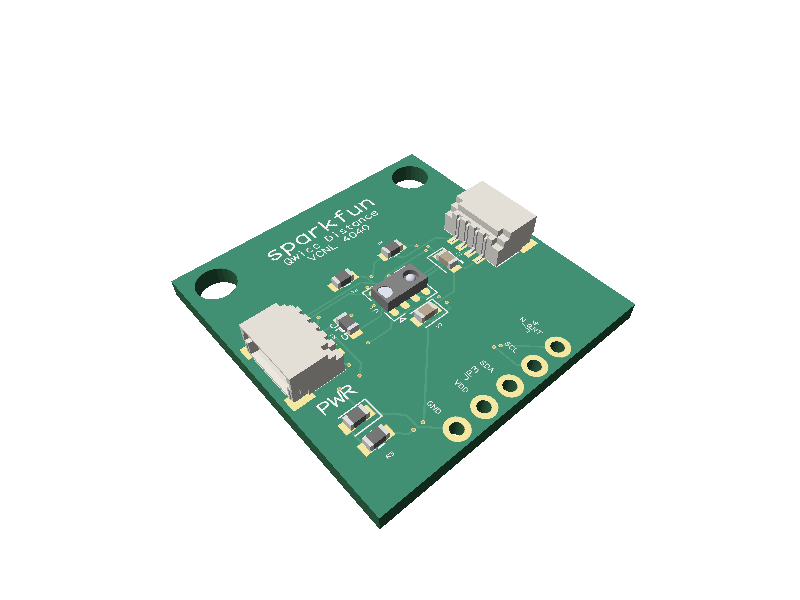 sparkfun
Qwiic Distance
VCNL 4040
PWR
GND
VDD
JP3
SDA
SCL